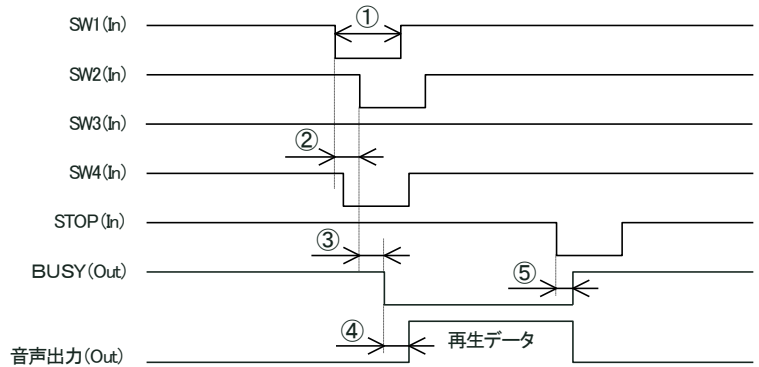 SW1(In)
①
SW2(In)
SW3(In)
②
SW4(In)
STOP(In)
③
BUSY(Out)
⑤
④
再生データ
音声出力(Out)